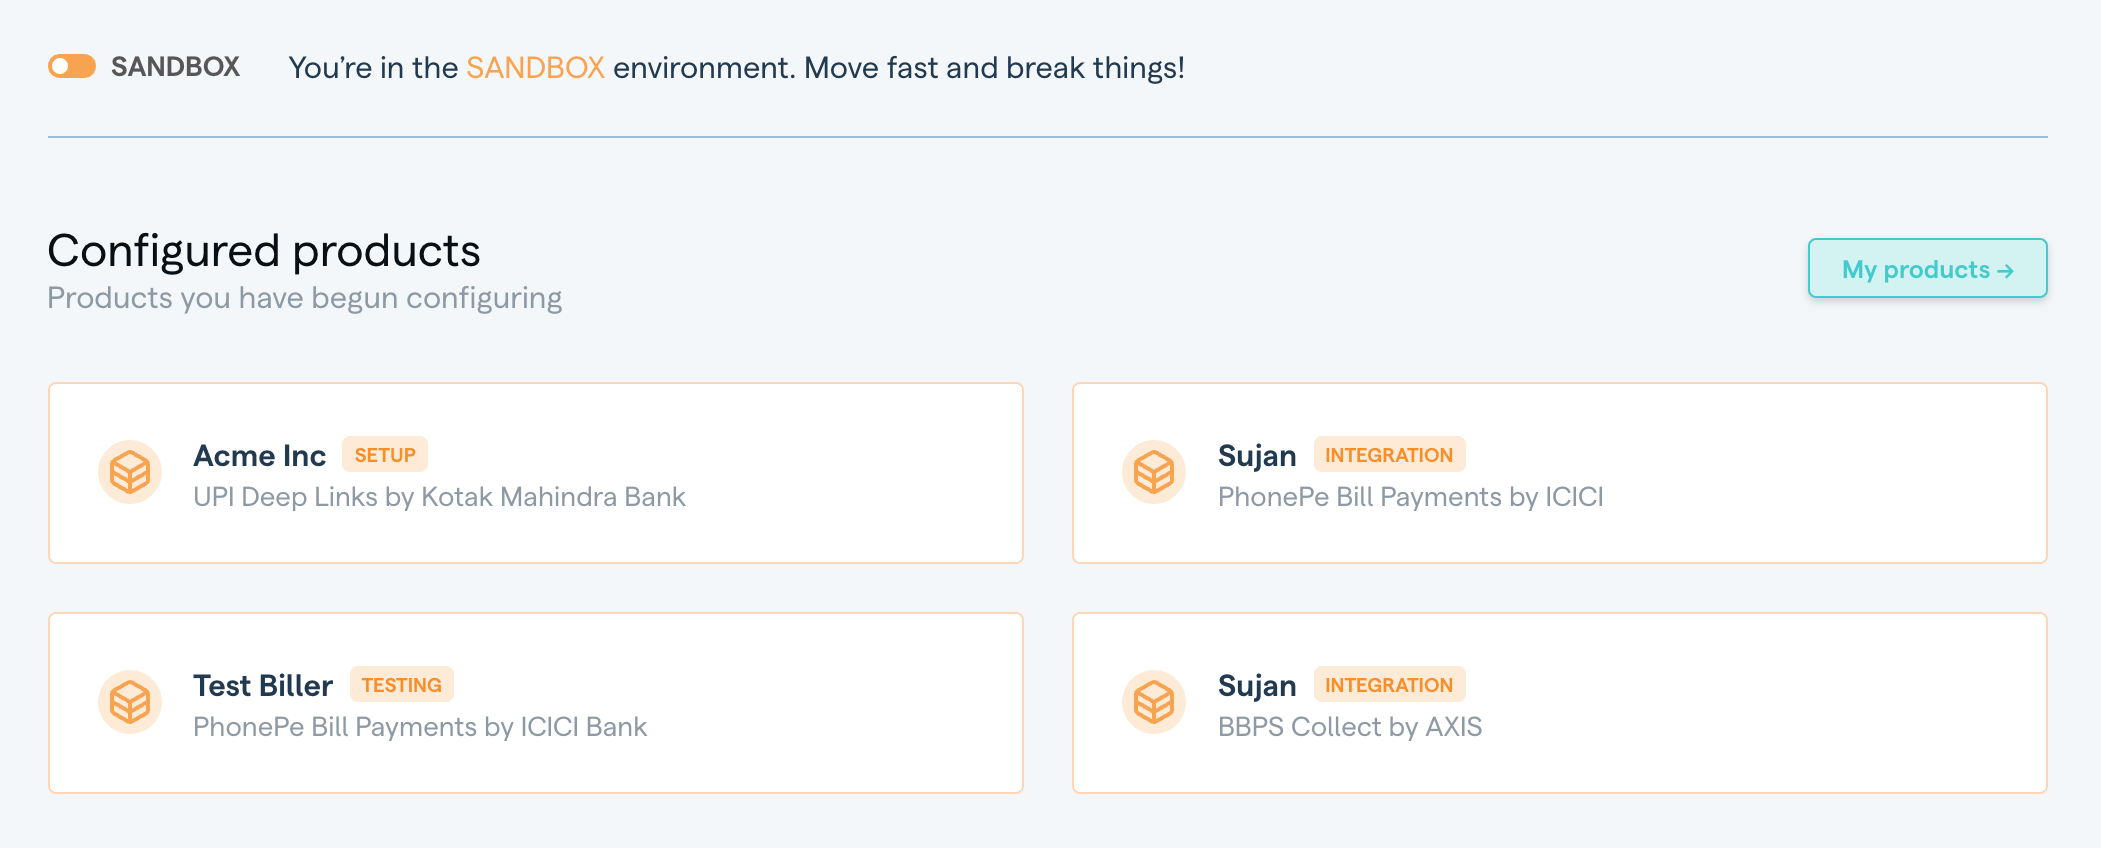 SANDBOX
You’re in the SANDBOX environment. Move fast and break things!
Configured products
Products you have begun configuring
My products →
Acme Inc SETUP
UPI Deep Links by Kotak Mahindra Bank
Sujan INTEGRATION
PhonePe Bill Payments by ICICI
Test Biller TESTING
PhonePe Bill Payments by ICICI Bank
Sujan INTEGRATION
BBPS Collect by AXIS